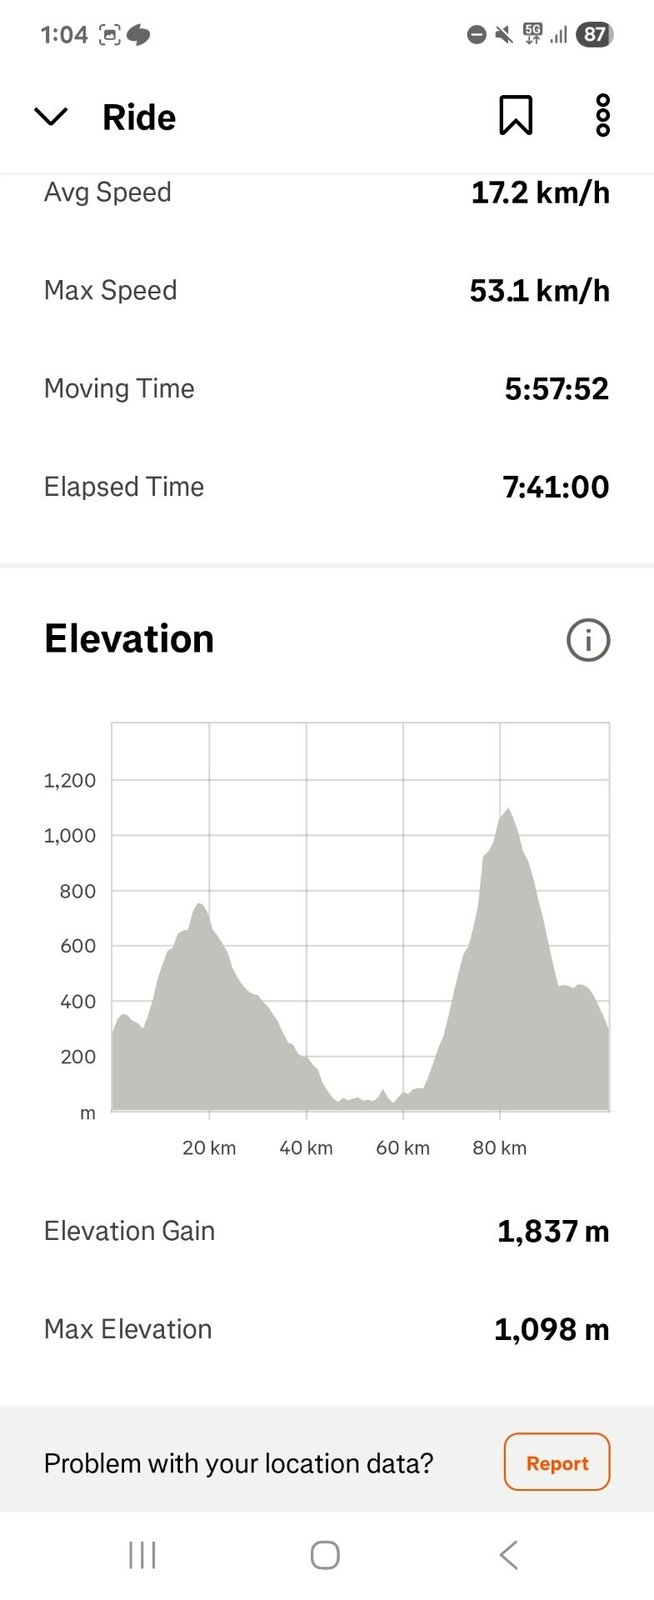 1:04 5G 87
Ride
Avg Speed 17.2 km/h
Max Speed 53.1 km/h
Moving Time 5:57:52
Elapsed Time 7:41:00
Elevation i
1,200
1,000
800
600
400
200
m
20 km 40 km 60 km 80 km
Elevation Gain 1,837 m
Max Elevation 1,098 m
Problem with your location data? Report